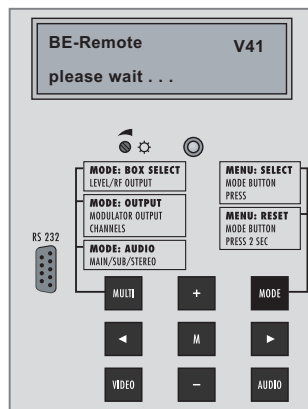 BE-Remote V41
please wait . . .
MODE: BOX SELECT
LEVEL/RF OUTPUT
MODE: OUTPUT
MODULATOR OUTPUT
CHANNELS
MODE: AUDIO
MAIN/SUB/STEREO
MENU: SELECT
MODE BUTTON
PRESS
MENU: RESET
MODE BUTTON
PRESS 2 SEC
RS 232
MULTI + MODE
M
VIDEO − AUDIO